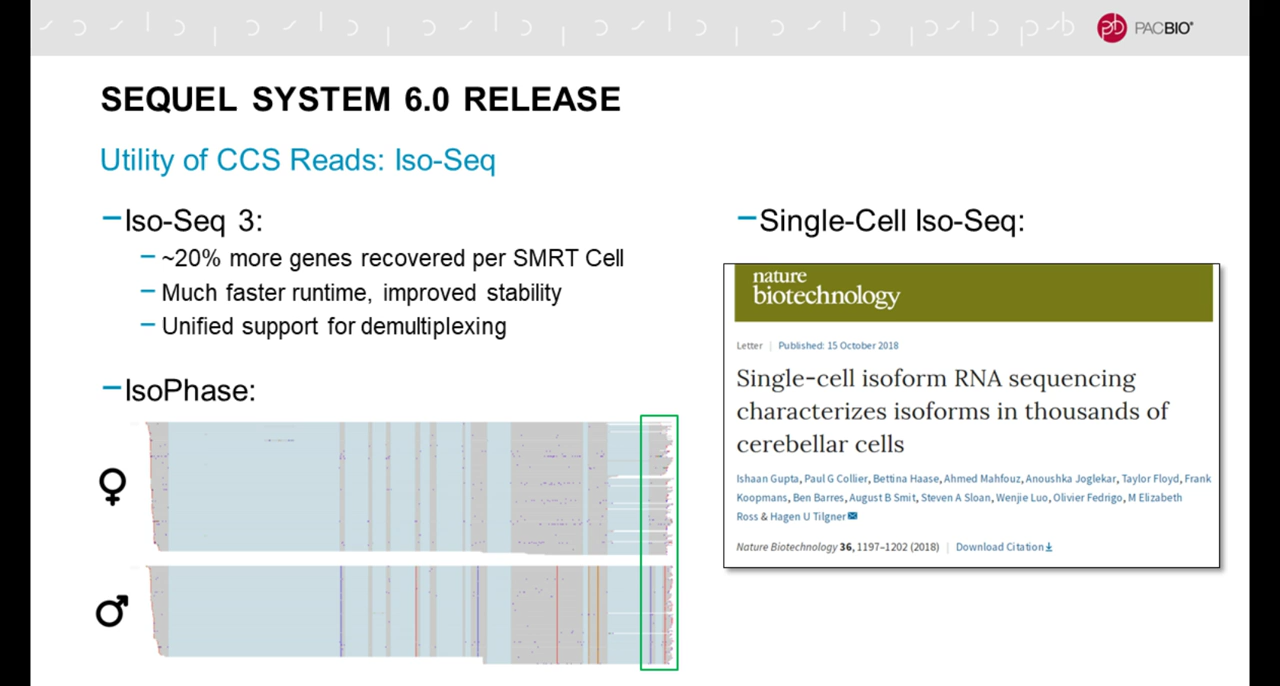 PACBIO®
SEQUEL SYSTEM 6.0 RELEASE
Utility of CCS Reads: Iso-Seq
–Iso-Seq 3:
– ~20% more genes recovered per SMRT Cell
– Much faster runtime, improved stability
– Unified support for demultiplexing
–IsoPhase:
♀
♂
–Single-Cell Iso-Seq:
nature
biotechnology
Letter | Published: 15 October 2018
Single-cell isoform RNA sequencing
characterizes isoforms in thousands of
cerebellar cells
Ishaan Gupta, Paul G Collier, Bettina Haase, Ahmed Mahfouz, Anoushka Joglekar, Taylor Floyd, Frank
Koopmans, Ben Barres, August B Smit, Steven A Sloan, Wenjie Luo, Olivier Fedrigo, M Elizabeth
Ross & Hagen U Tilgner
Nature Biotechnology 36, 1197–1202 (2018) | Download Citation